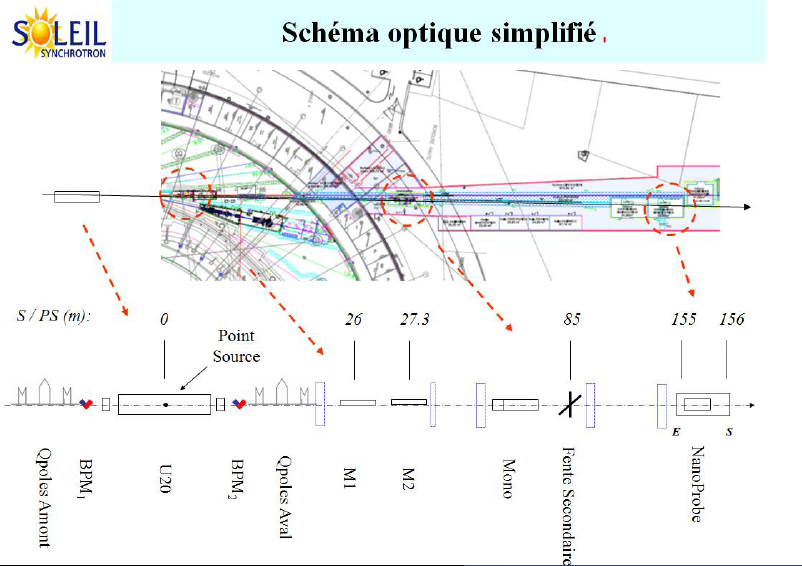 SOLEIL
SYNCHROTRON
Schéma optique simplifié
S / PS (m):
0
26
27.3
85
155
156
Point
Source
E
S
Qpoles Amont
BPM1
U20
BPM2
Qpoles Aval
M1
M2
Mono
Fente Secondaire
NanoProbe